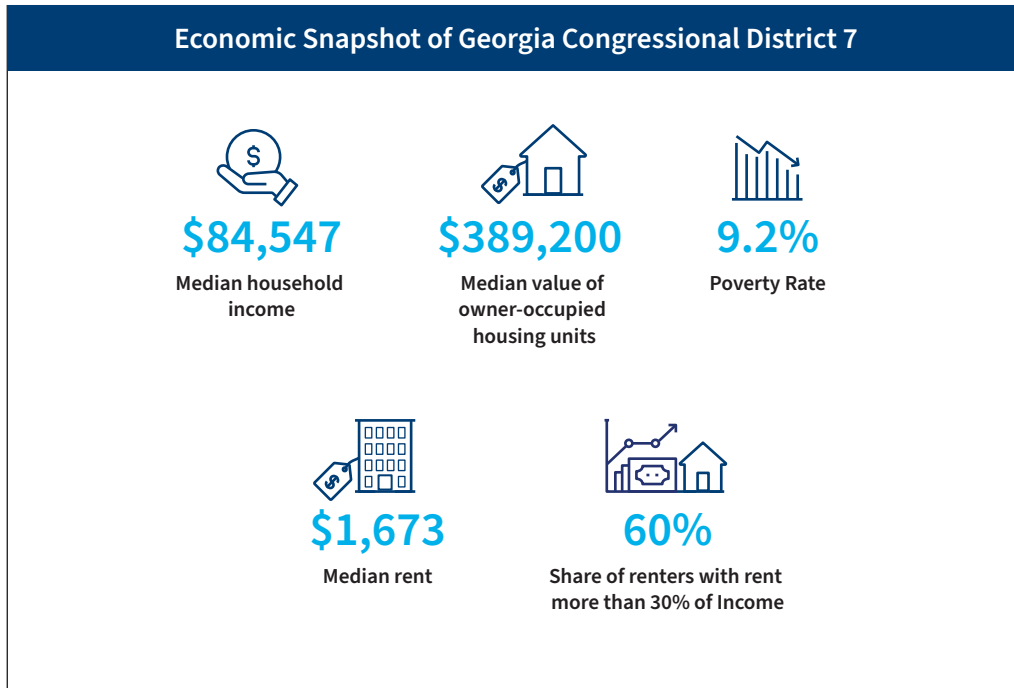 Economic Snapshot of Georgia Congressional District 7
$
$84,547
Median household
income
$
$389,200
Median value of
owner-occupied
housing units
9.2%
Poverty Rate
$
$1,673
Median rent
60%
Share of renters with rent
more than 30% of Income